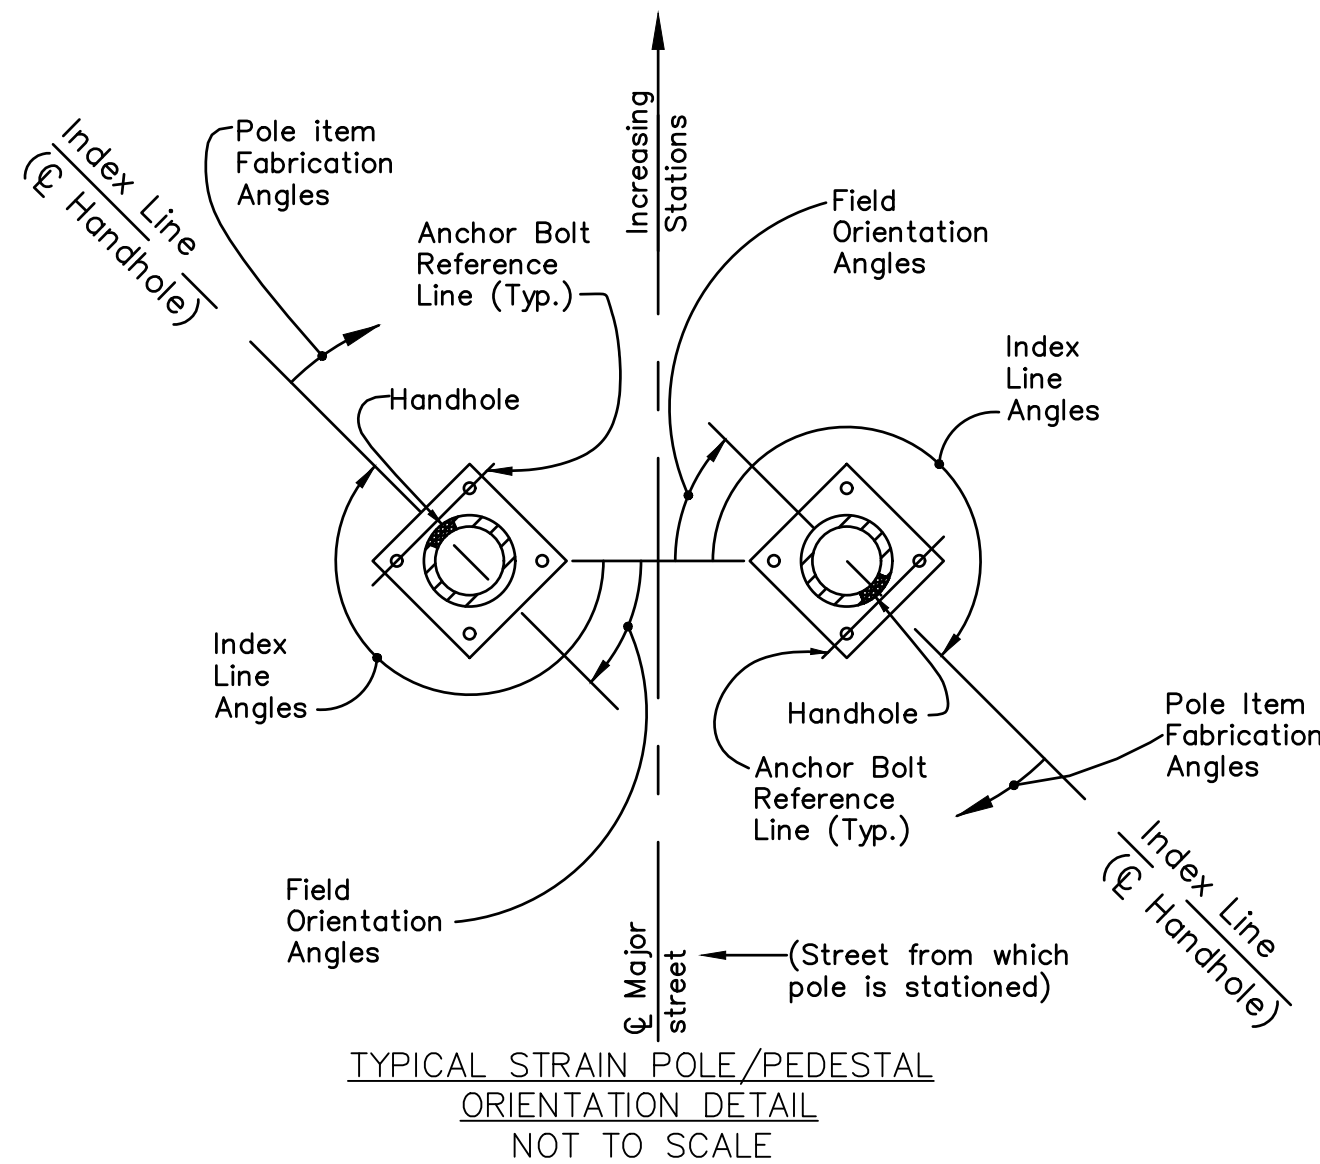 Increasing
Stations
Pole item
Fabrication
Angles
Index Line
(℄ Handhole)
Anchor Bolt
Reference
Line (Typ.)
Field
Orientation
Angles
Index
Line
Angles
Handhole
Index
Line
Angles
Handhole
Pole Item
Fabrication
Angles
Anchor Bolt
Reference
Line (Typ.)
Index Line
(℄ Handhole)
Field
Orientation
Angles
℄ Major
street
(Street from which
pole is stationed)
TYPICAL STRAIN POLE/PEDESTAL
ORIENTATION DETAIL
NOT TO SCALE